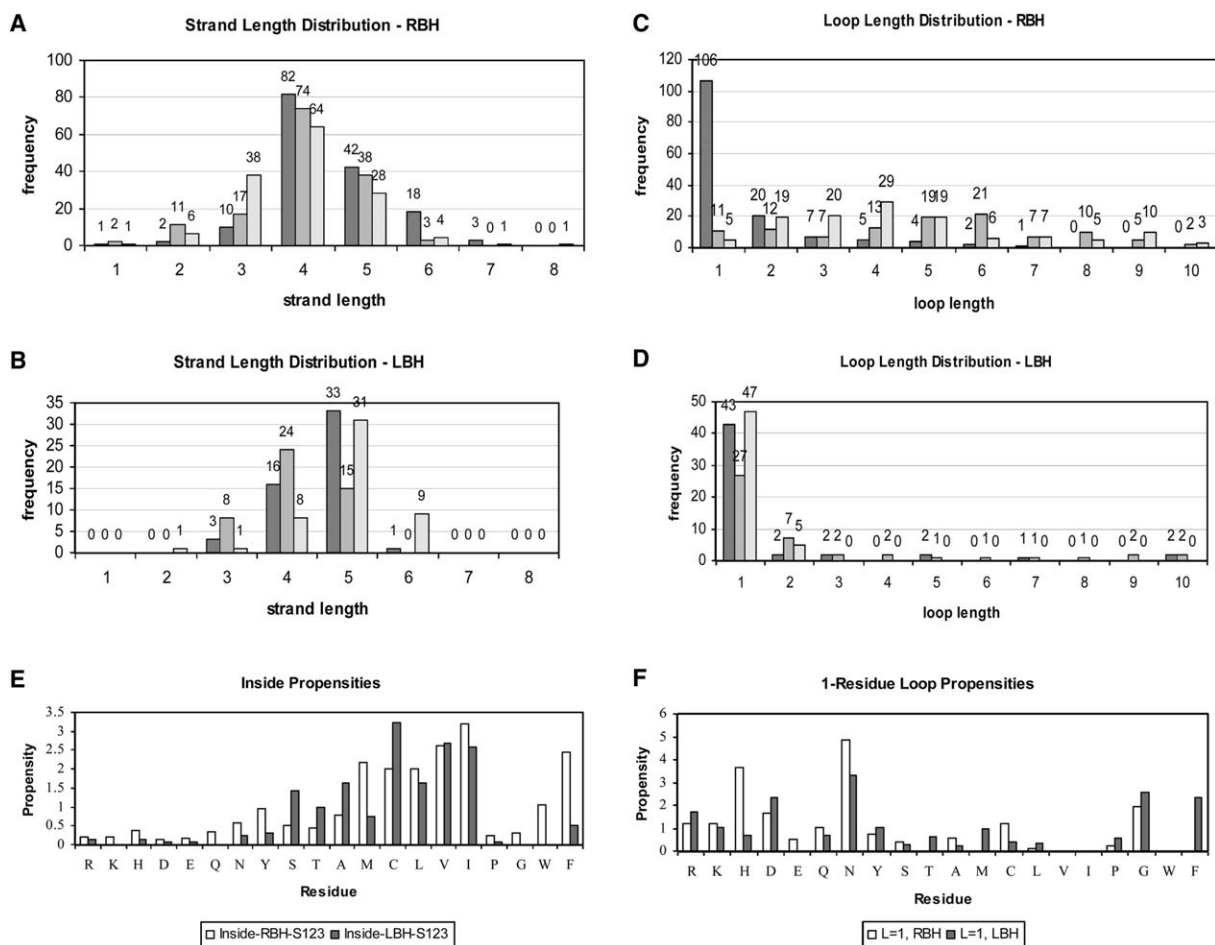 A
Strand Length Distribution - RBH
frequency
100
80
60
40
20
0
1 2 1
2 11 6
10 17 38
82 74 64
42 38 28
18 3 4
3 0 1
0 0 1
1 2 3 4 5 6 7 8
strand length
B
Strand Length Distribution - LBH
frequency
35
30
25
20
15
10
5
0
0 0 0
0 0 1
3 8 1
16 24 8
33 15 31
1 0 9
0 0 0
0 0 0
1 2 3 4 5 6 7 8
strand length
C
Loop Length Distribution - RBH
frequency
120
100
80
60
40
20
0
106 11 5
20 12 19
7 7 20
5 13 29
4 19 19
2 21 6
1 7 7
0 10 5
0 5 10
0 2 3
1 2 3 4 5 6 7 8 9 10
loop length
D
Loop Length Distribution - LBH
frequency
50
40
30
20
10
0
43 27 47
2 7 5
2 2 0
0 2 0
2 1 0
0 1 0
1 1 0
0 1 0
0 2 0
2 2 0
1 2 3 4 5 6 7 8 9 10
loop length
E
Inside Propensities
Propensity
3.5
3
2.5
2
1.5
1
0.5
0
R K H D E Q N Y S T A M C L V I P G W F
Residue
Inside-RBH-S123 Inside-LBH-S123
F
1-Residue Loop Propensities
Propensity
6
5
4
3
2
1
0
R K H D E Q N Y S T A M C L V I P G W F
Residue
L=1, RBH L=1, LBH